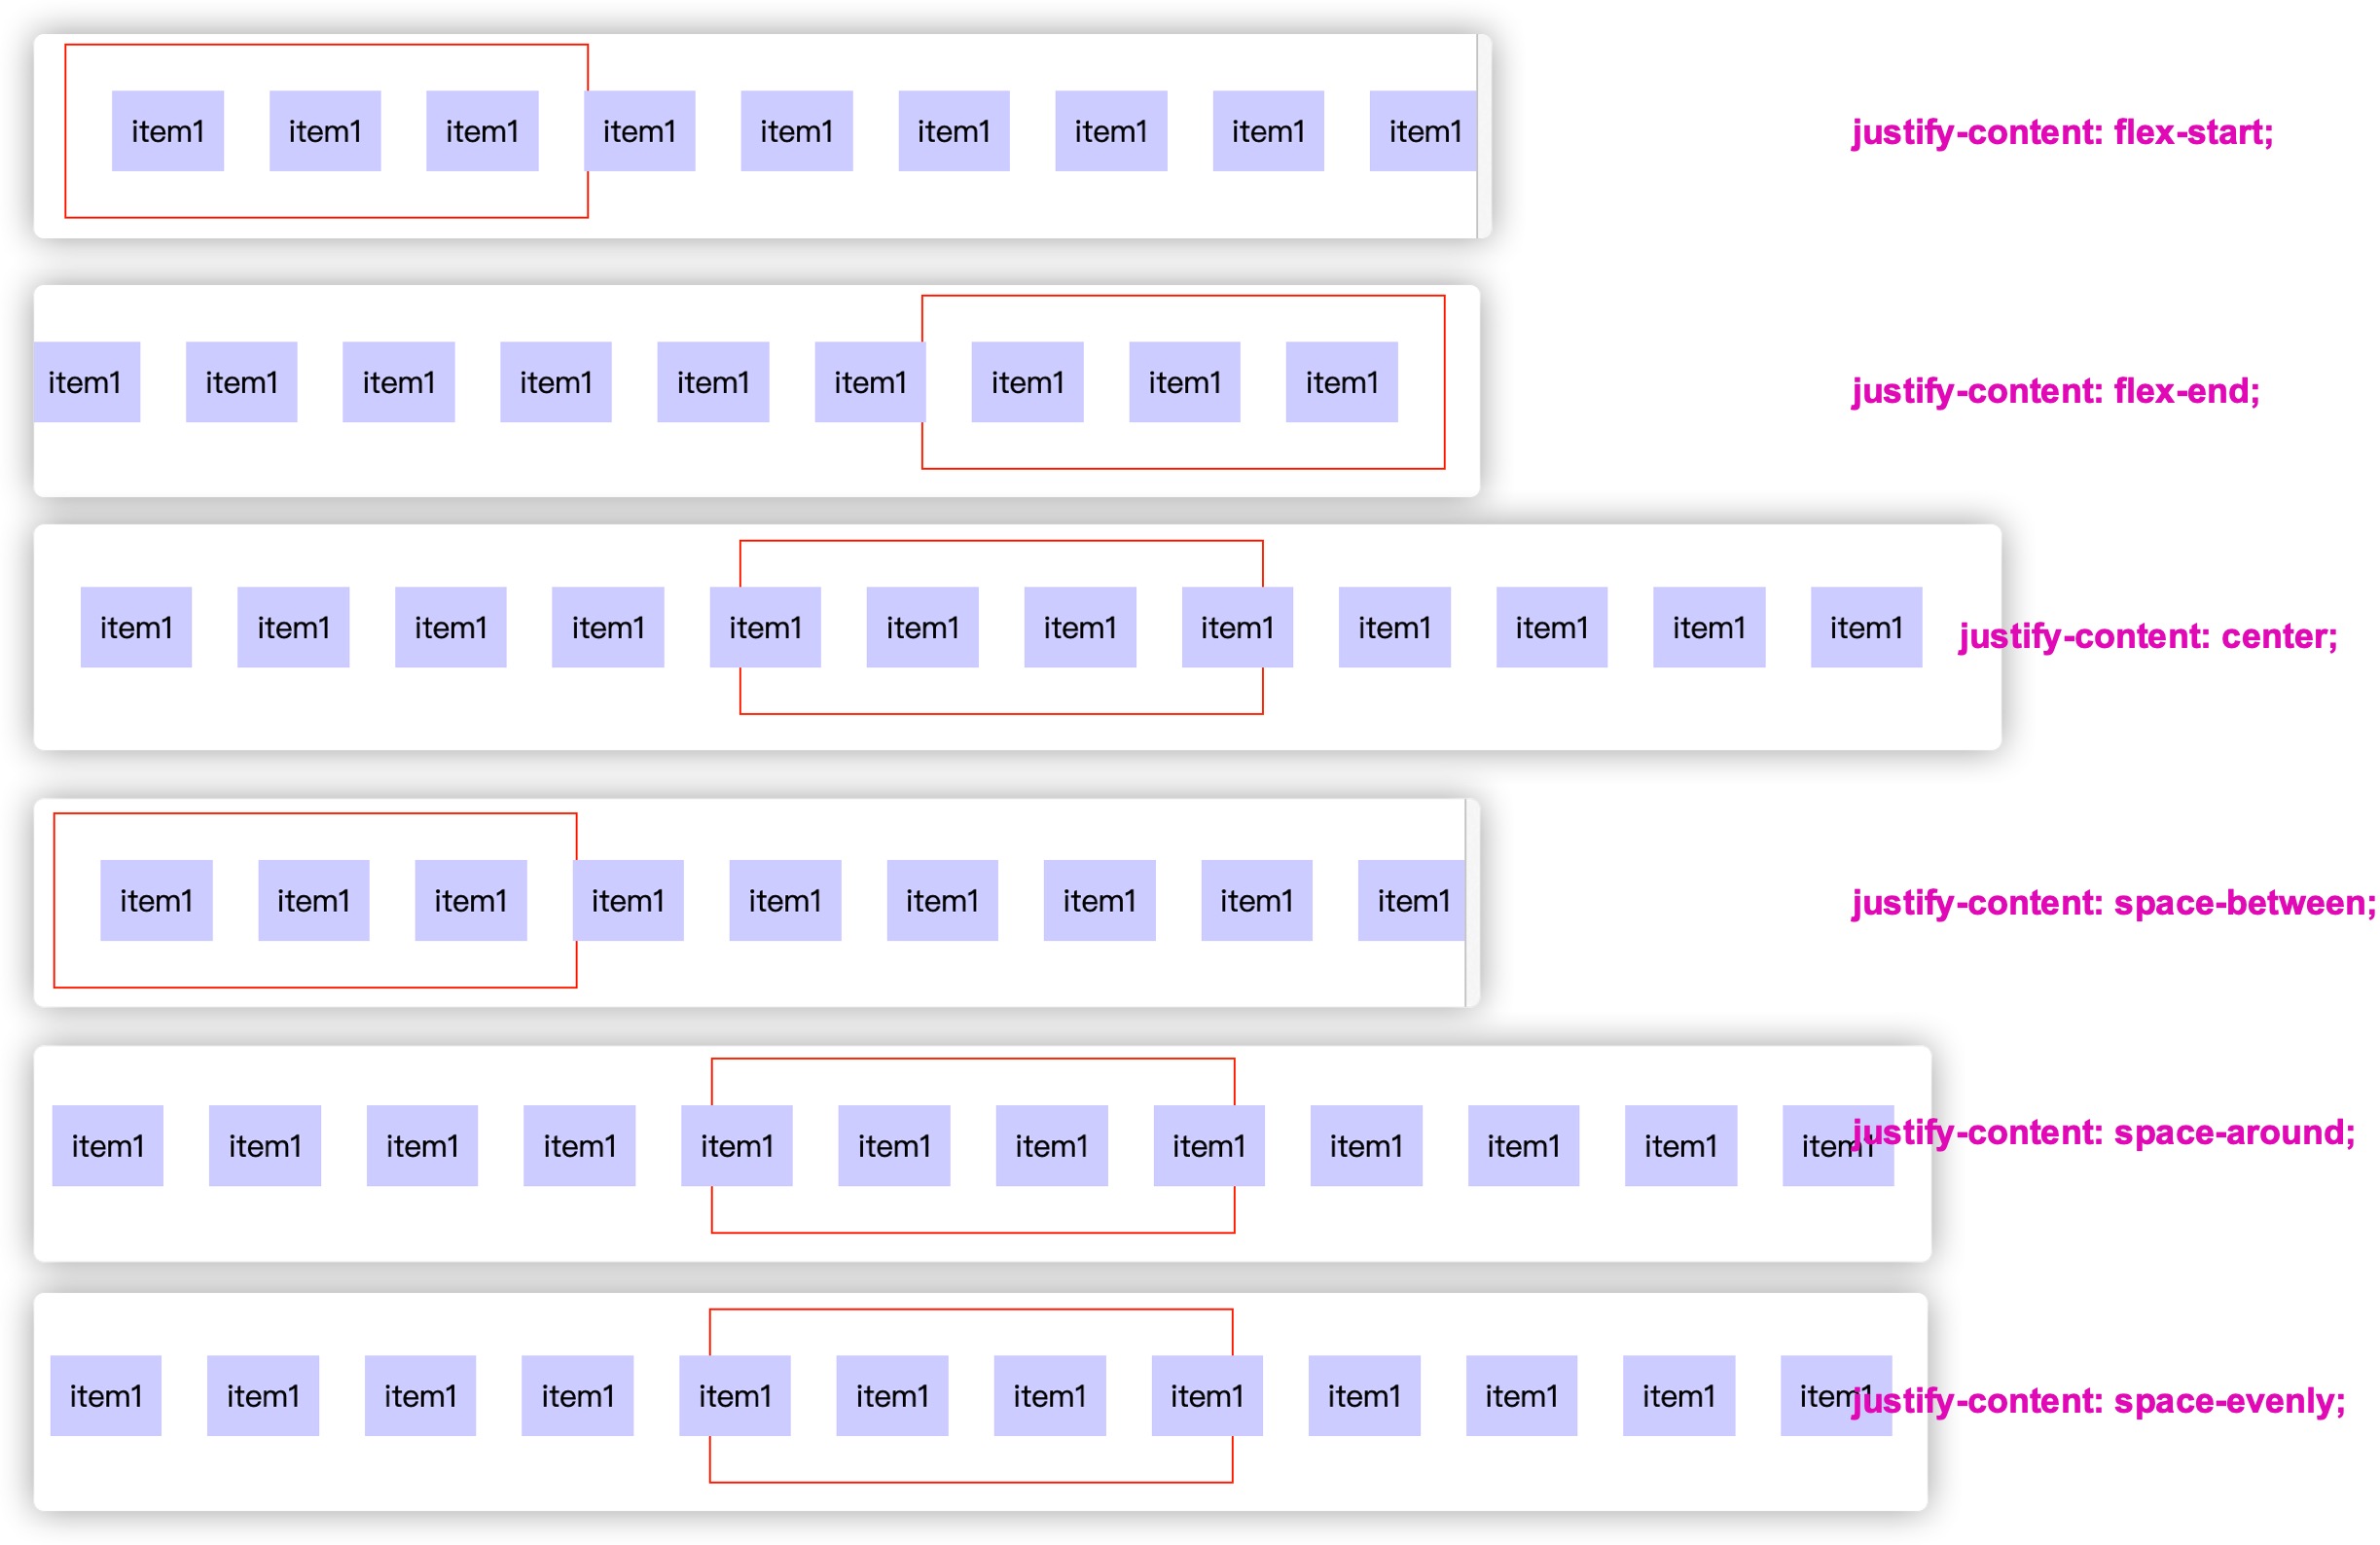 item1 item1 item1 item1 item1 item1 item1 item1 item1 justify-content: flex-start;
item1 item1 item1 item1 item1 item1 item1 item1 item1 justify-content: flex-end;
item1 item1 item1 item1 item1 item1 item1 item1 item1 item1 item1 item1 justify-content: center;
item1 item1 item1 item1 item1 item1 item1 item1 item1 justify-content: space-between;
item1 item1 item1 item1 item1 item1 item1 item1 item1 item1 item1 item1 justify-content: space-around;
item1 item1 item1 item1 item1 item1 item1 item1 item1 item1 item1 item1 justify-content: space-evenly;